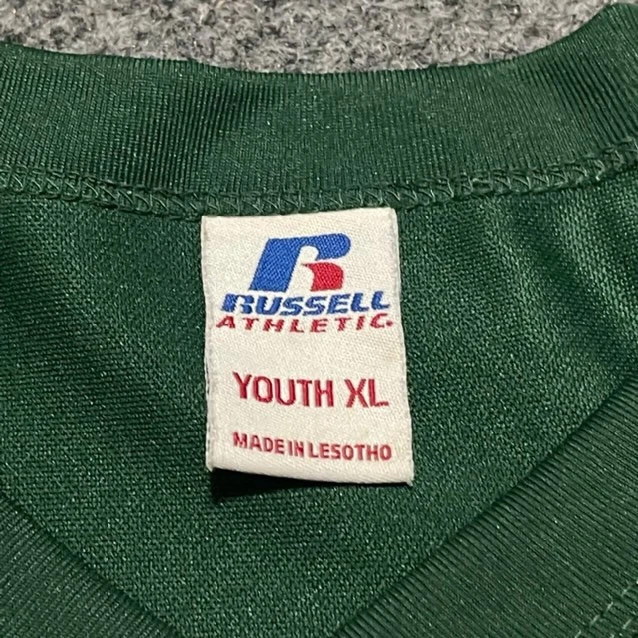 R
RUSSELL
ATHLETIC
YOUTH XL
MADE IN LESOTHO